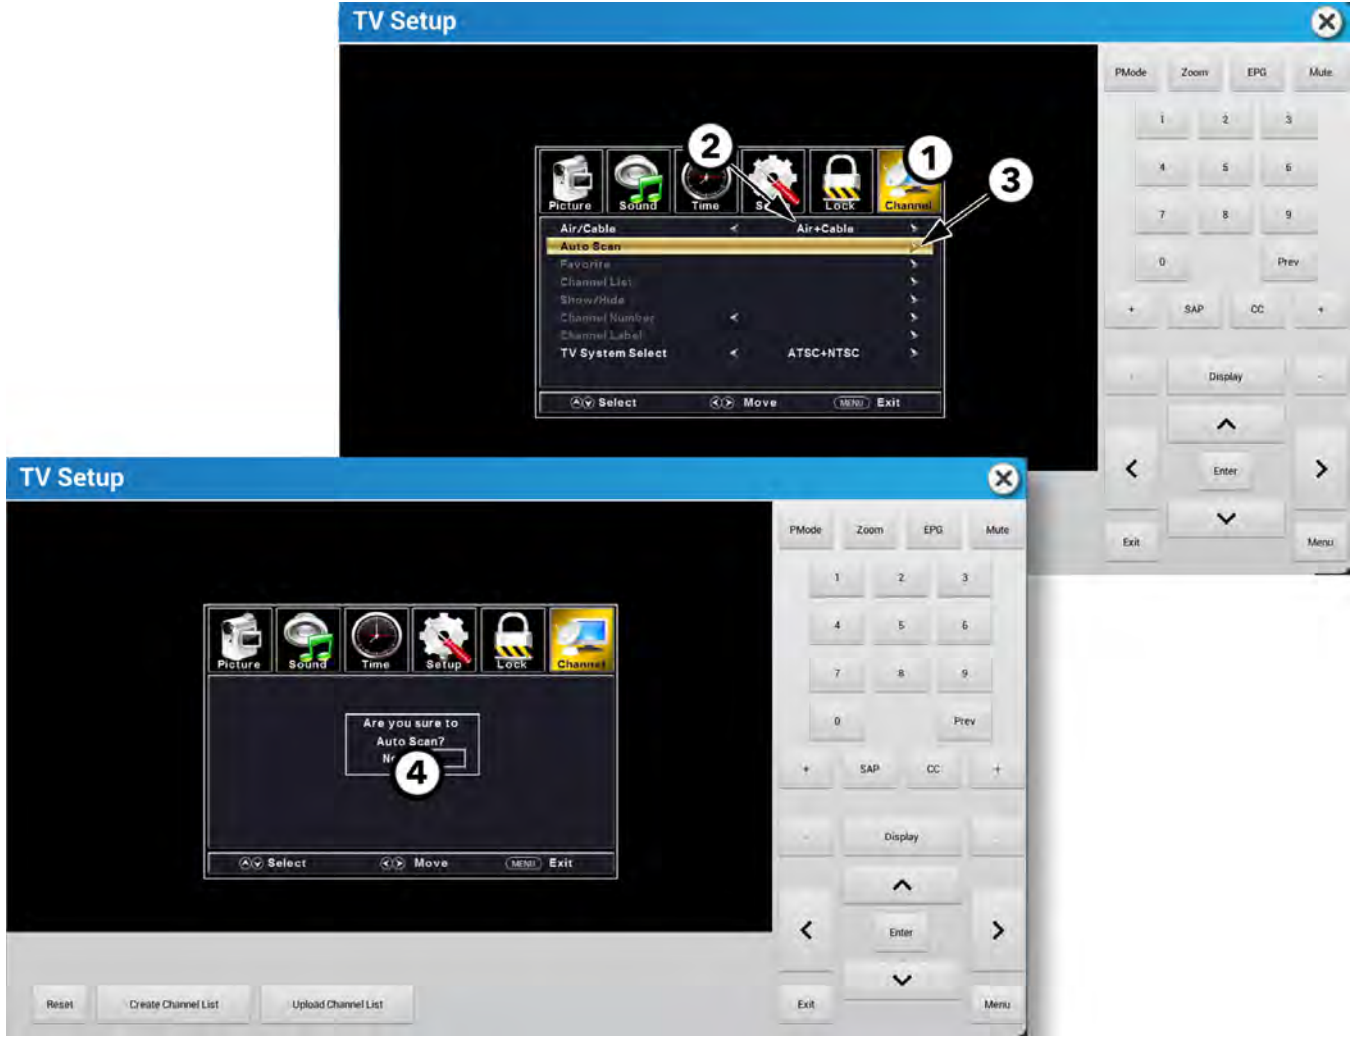 TV Setup
PMode Zoom EPG Mute
1 2 3
4 5 6
7 8 9
0 Prev
+ SAP CC +
- Display -
Enter
Exit Menu
2 1 3
Picture Sound Time Lock Channel
Air/Cable Air+Cable
Auto Scan
Favorite
Channel List
Show/Hide
Channel Number
Channel Label
TV System Select ATSC+NTSC
Select Move MENU Exit
TV Setup
PMode Zoom EPG Mute
1 2 3
4 5 6
7 8 9
0 Prev
+ SAP CC +
- Display -
Enter
Exit Menu
Picture Sound Time Setup Lock Channel
Are you sure to
Auto Scan?
4
Select Move MENU Exit
Reset Create Channel List Upload Channel List